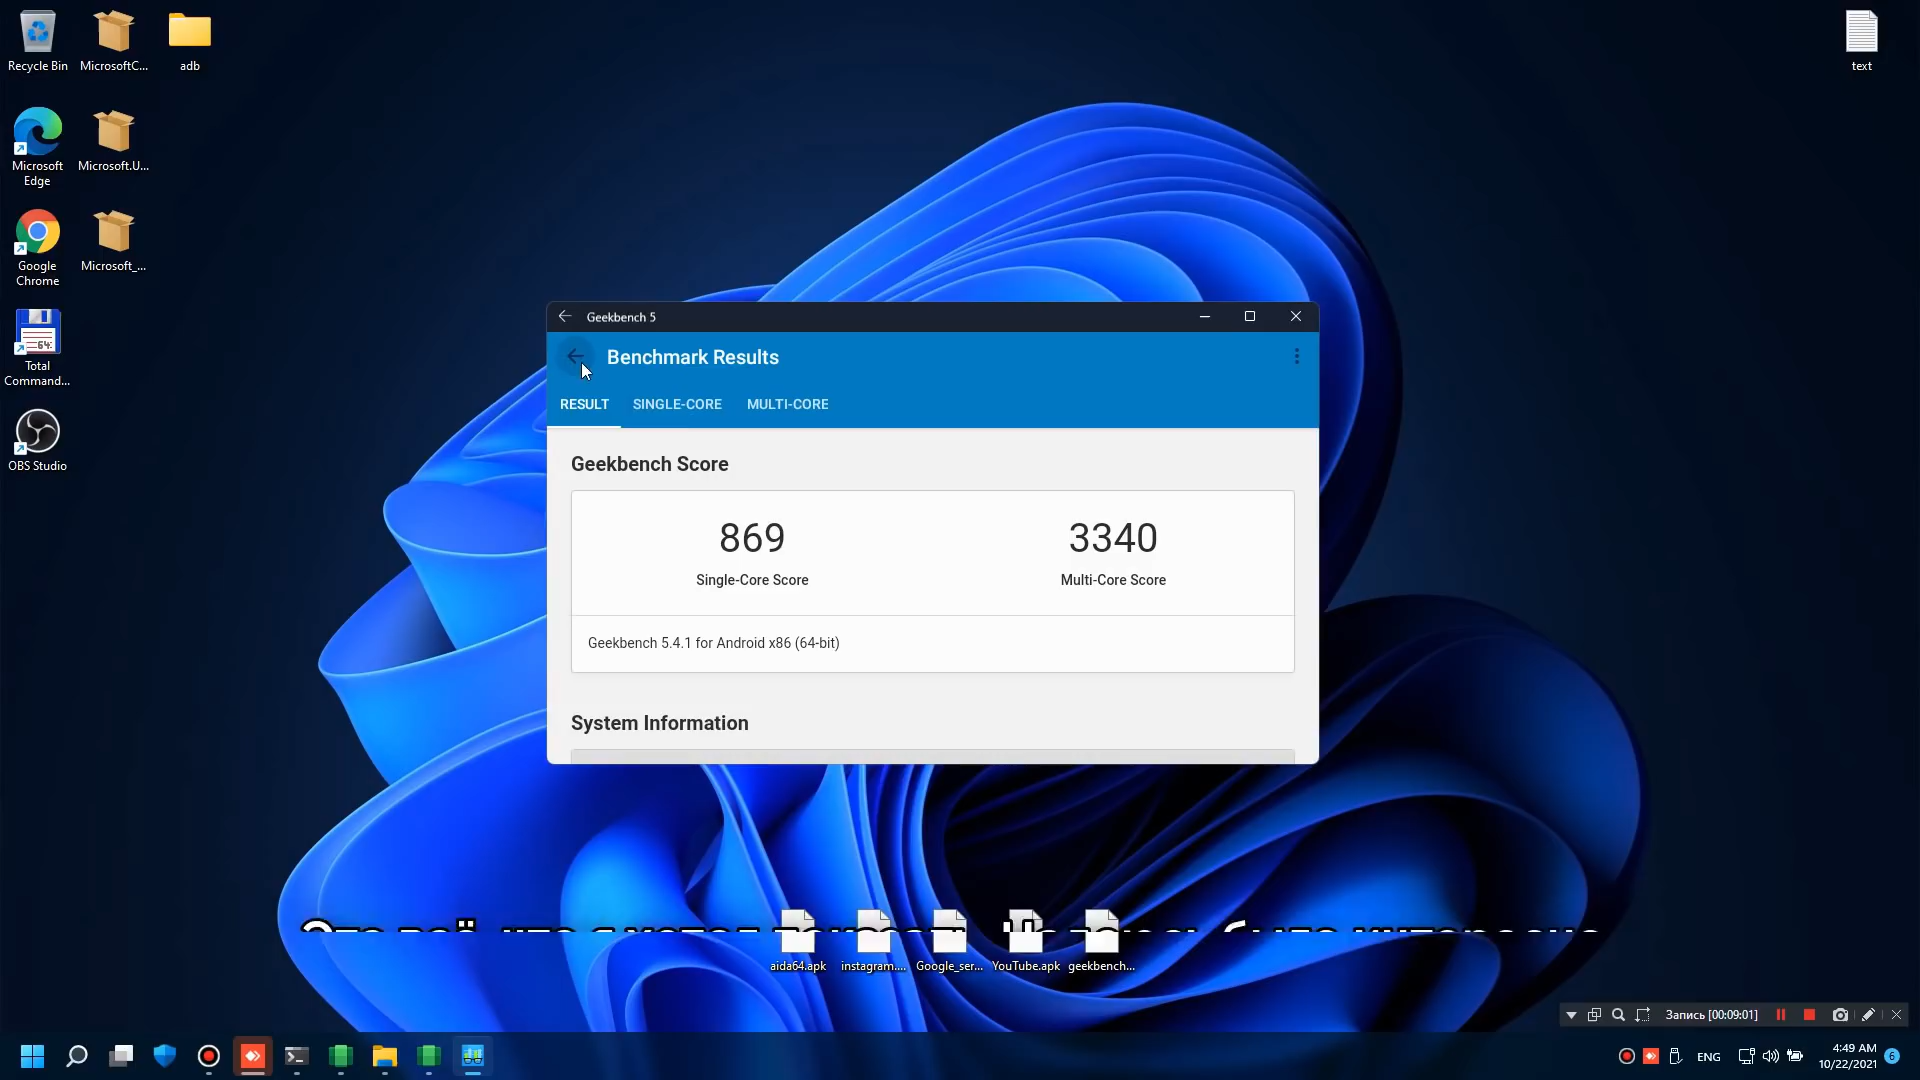 Recycle Bin
MicrosoftC...
adb
text
Microsoft
Edge
Microsoft.U...
Google
Chrome
Microsoft_...
64
Total
Command...
OBS Studio
Geekbench 5
Benchmark Results
RESULT
SINGLE-CORE
MULTI-CORE
Geekbench Score
869
3340
Single-Core Score
Multi-Core Score
Geekbench 5.4.1 for Android x86 (64-bit)
System Information
aida64.apk
instagram....
Google_ser...
YouTube.apk
geekbench...
Запись [00:09:01]
ENG
4:49 AM
10/22/2021
6